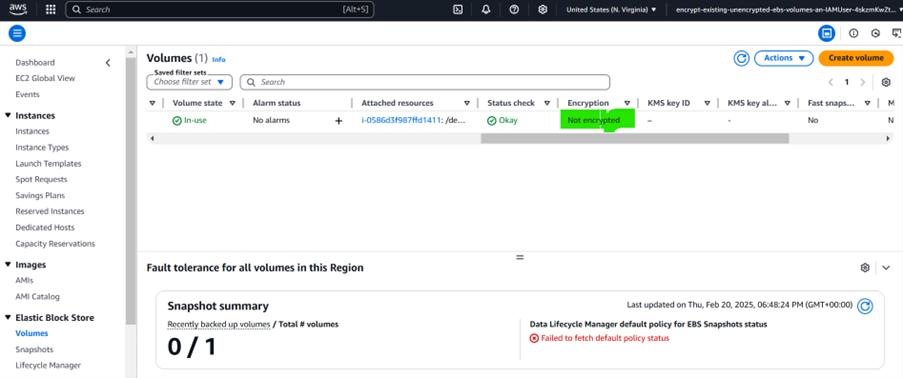 aws
Search [Alt+S] United States (N. Virginia) encrypt-existing-unencrypted-ebs-volumes-an-IAMUser-4skzmKwZt...
Dashboard
EC2 Global View
Events
Instances
Instances
Instance Types
Launch Templates
Spot Requests
Savings Plans
Reserved Instances
Dedicated Hosts
Capacity Reservations
Images
AMIs
AMI Catalog
Elastic Block Store
Volumes
Snapshots
Lifecycle Manager
Volumes (1) Info
Actions Create volume
Saved filter sets
Choose filter set Search
1
Volume state Alarm status Attached resources Status check Encryption KMS key ID KMS key al... Fast snaps... M
In-use No alarms + i-0586d3f987ffd1411: /de... Okay Not encrypted – - No N
Fault tolerance for all volumes in this Region
Snapshot summary
Last updated on Thu, Feb 20, 2025, 06:48:24 PM (GMT+00:00)
Recently backed up volumes / Total # volumes
0 / 1
Data Lifecycle Manager default policy for EBS Snapshots status
Failed to fetch default policy status